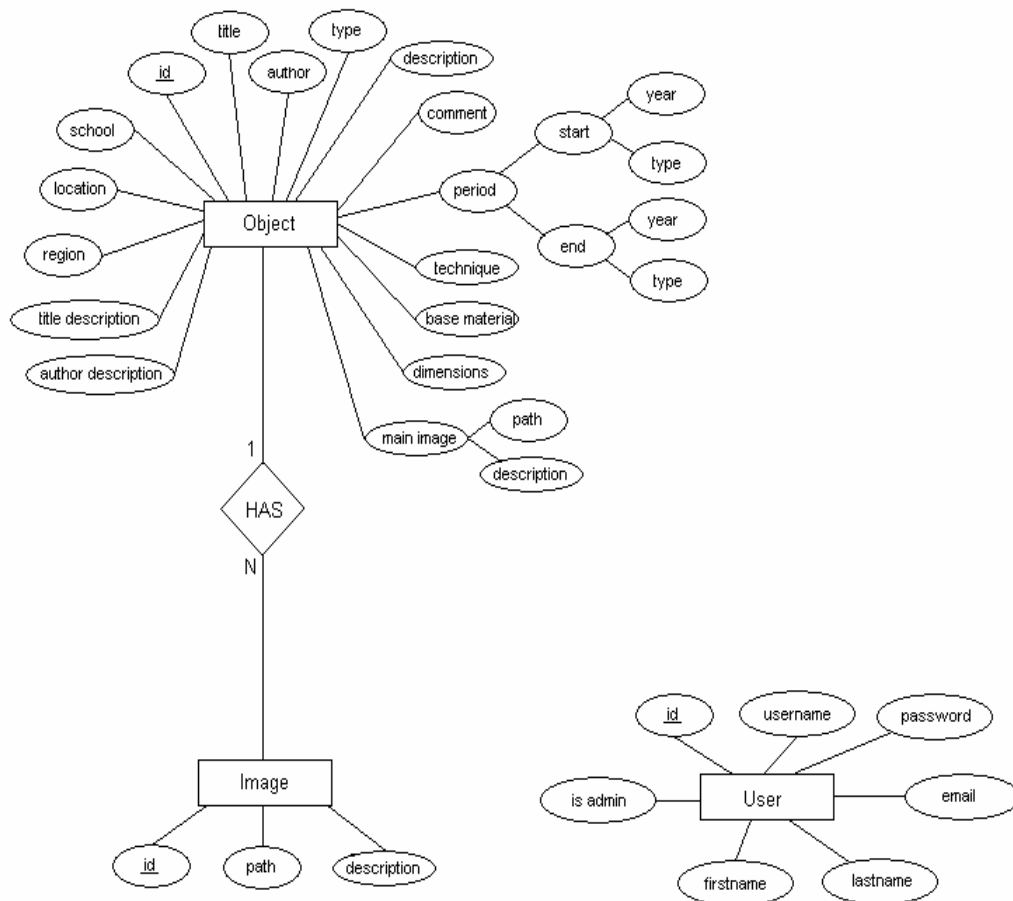 title
type
description
id
author
school
comment
year
start
type
location
period
Object
year
region
end
technique
type
title description
base material
author description
dimensions
main image
path
description
1
HAS
N
id
username
password
Image
is admin
User
email
id
path
description
firstname
lastname